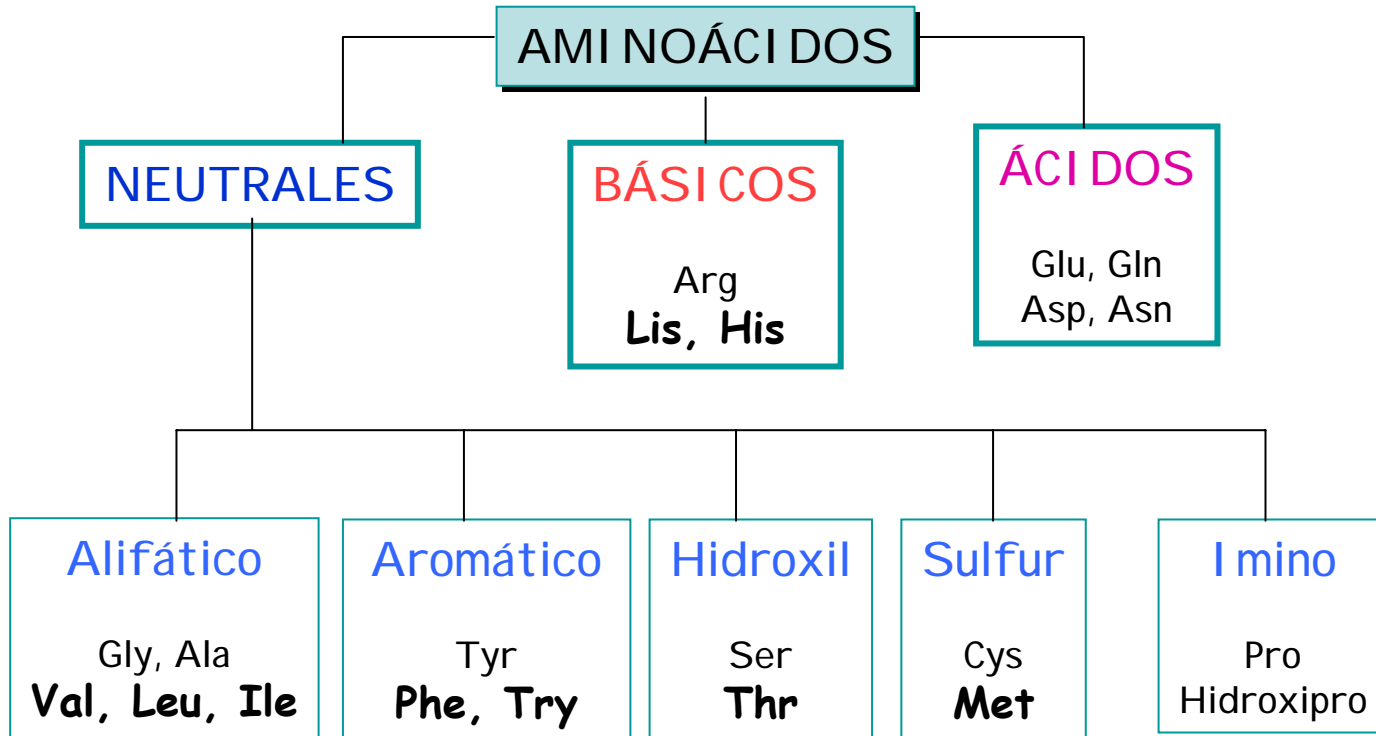 AMINOÁCIDOS
NEUTRALES
BÁSICOS
Arg
Lis, His
ÁCIDOS
Glu, Gln
Asp, Asn
Alifático
Gly, Ala
Val, Leu, Ile
Aromático
Tyr
Phe, Try
Hidroxil
Ser
Thr
Sulfur
Cys
Met
Imino
Pro
Hidroxipro